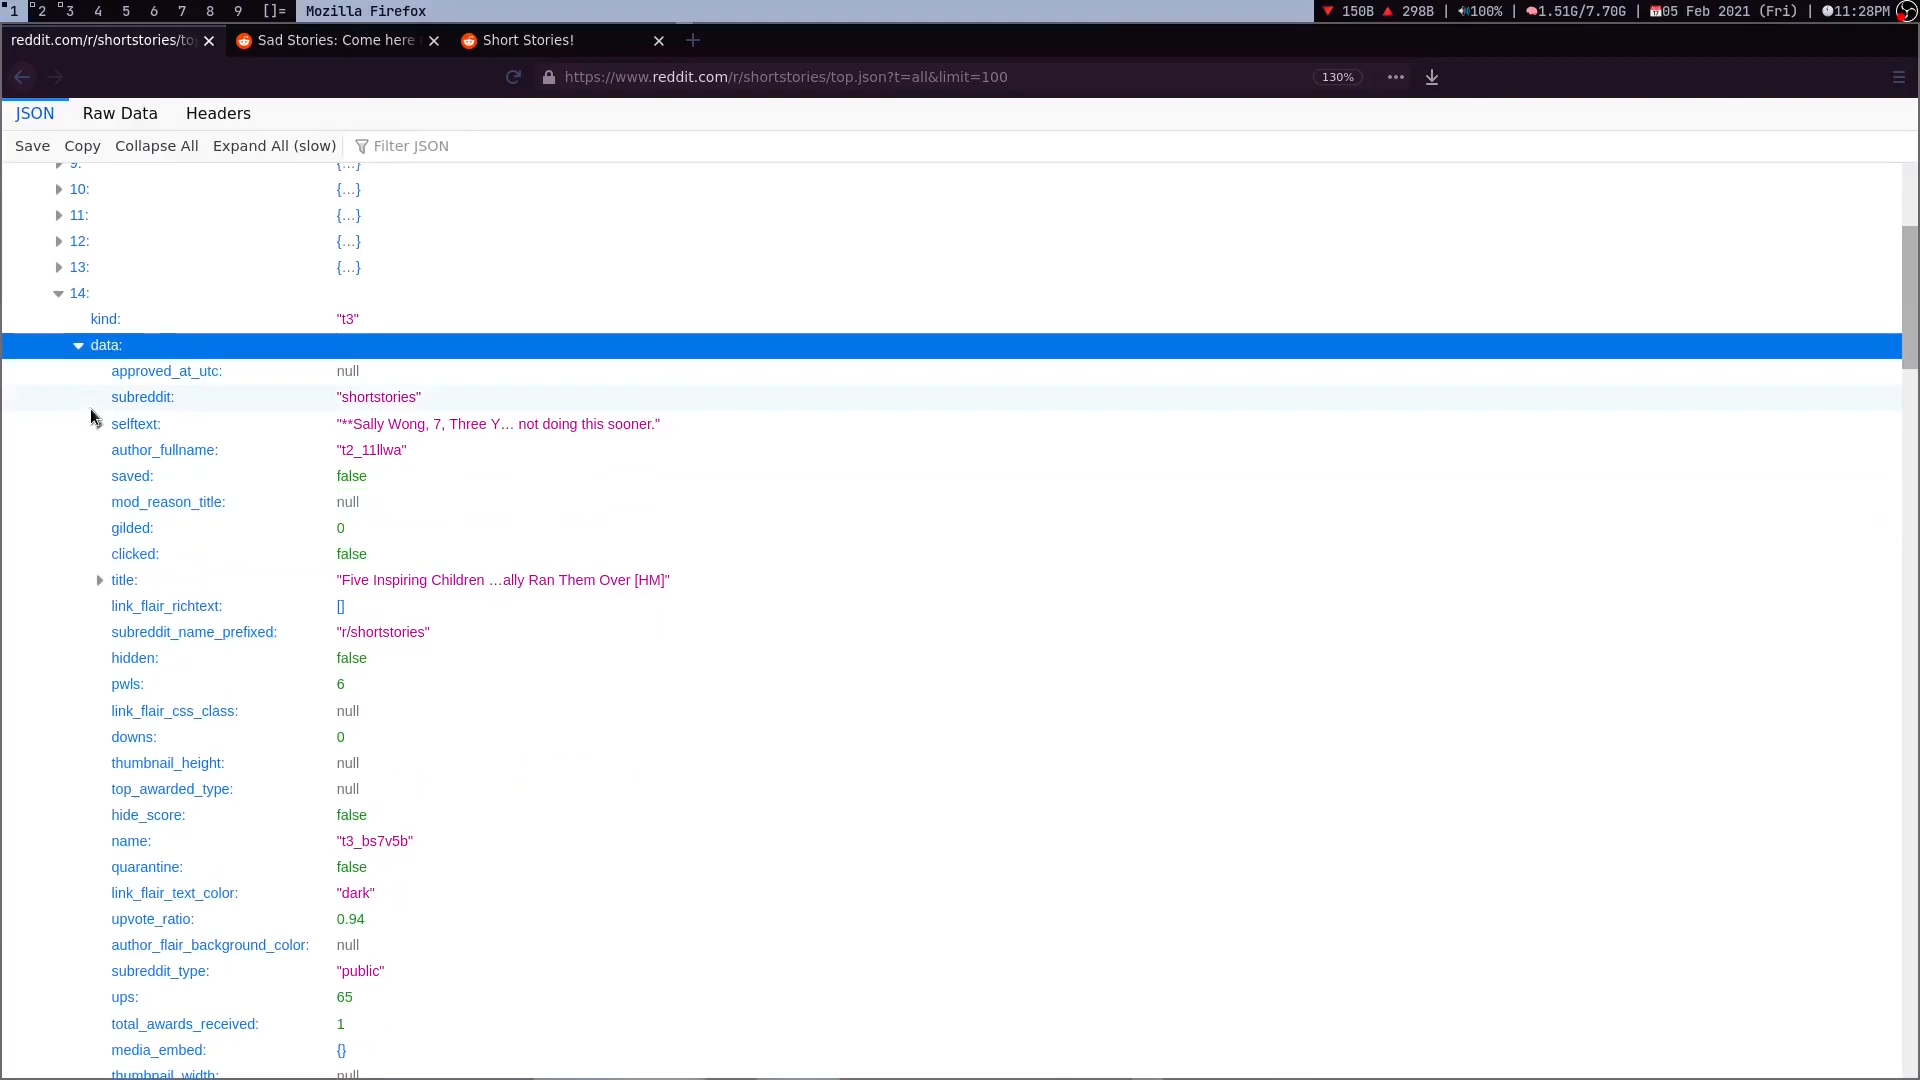 1 2 3 4 5 6 7 8 9 []= Mozilla Firefox 150B 298B | 100% | 1.51G/7.70G | 05 Feb 2021 (Fri) | 11:28PM
reddit.com/r/shortstories/to Sad Stories: Come here Short Stories!
https://www.reddit.com/r/shortstories/top.json?t=all&limit=100 130%
JSON Raw Data Headers
Save Copy Collapse All Expand All (slow) Filter JSON
9: {…}
10: {…}
11: {…}
12: {…}
13: {…}
14:
kind: "t3"
data:
approved_at_utc: null
subreddit: "shortstories"
selftext: "**Sally Wong, 7, Three Y… not doing this sooner."
author_fullname: "t2_11llwa"
saved: false
mod_reason_title: null
gilded: 0
clicked: false
title: "Five Inspiring Children …ally Ran Them Over [HM]"
link_flair_richtext: []
subreddit_name_prefixed: "r/shortstories"
hidden: false
pwls: 6
link_flair_css_class: null
downs: 0
thumbnail_height: null
top_awarded_type: null
hide_score: false
name: "t3_bs7v5b"
quarantine: false
link_flair_text_color: "dark"
upvote_ratio: 0.94
author_flair_background_color: null
subreddit_type: "public"
ups: 65
total_awards_received: 1
media_embed: {}
thumbnail_width: null